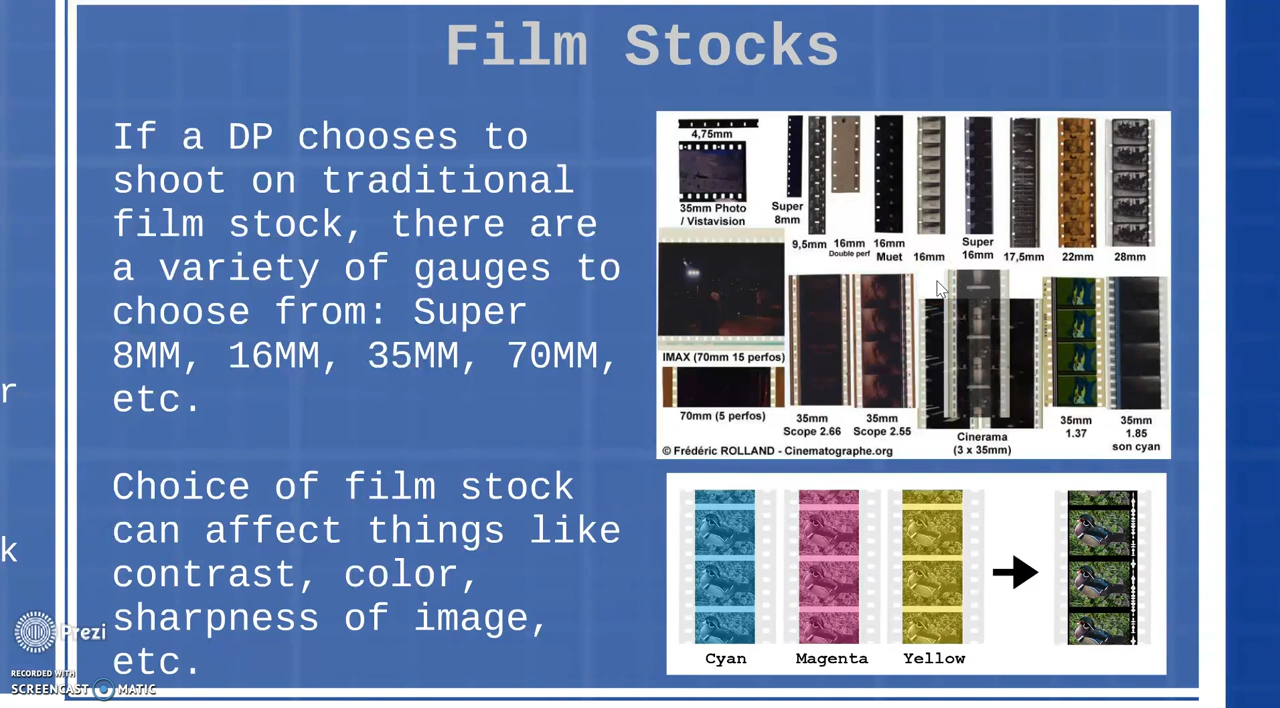 Film Stocks
If a DP chooses to
shoot on traditional
film stock, there are
a variety of gauges to
choose from: Super
8MM, 16MM, 35MM, 70MM,
etc.
Choice of film stock
can affect things like
contrast, color,
sharpness of image,
etc.
4,75mm
35mm Photo
/ Vistavision
Super
8mm
9,5mm
16mm
Double perf
16mm
Muet
16mm
Super
16mm
17,5mm
22mm
28mm
IMAX (70mm 15 perfos)
70mm (5 perfos)
35mm
Scope 2.66
35mm
Scope 2.55
Cinerama
(3 x 35mm)
35mm
1.37
35mm
1.85
son cyan
© Frédéric ROLLAND - Cinematographe.org
Cyan
Magenta
Yellow
r
k
Prezi
RECORDED WITH
SCREENCAST MATIC